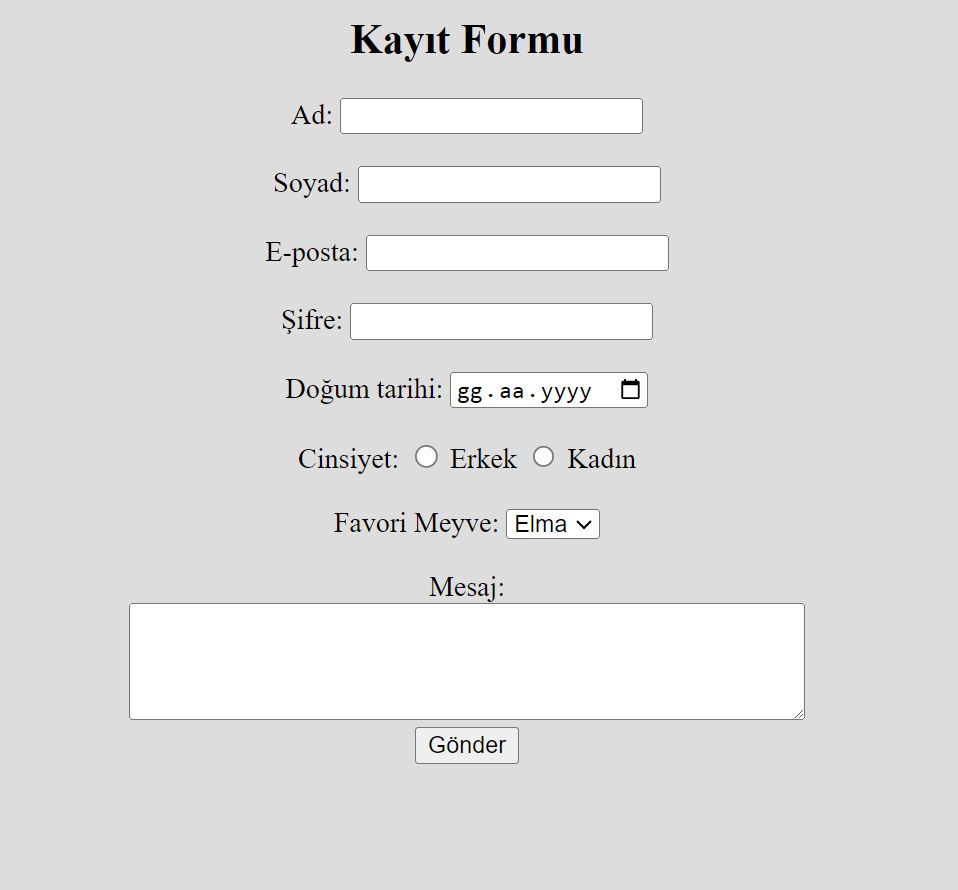 Kayıt Formu
Ad:
Soyad:
E-posta:
Şifre:
Doğum tarihi: gg.aa.yyyy
Cinsiyet: Erkek Kadın
Favori Meyve: Elma
Mesaj:
Gönder